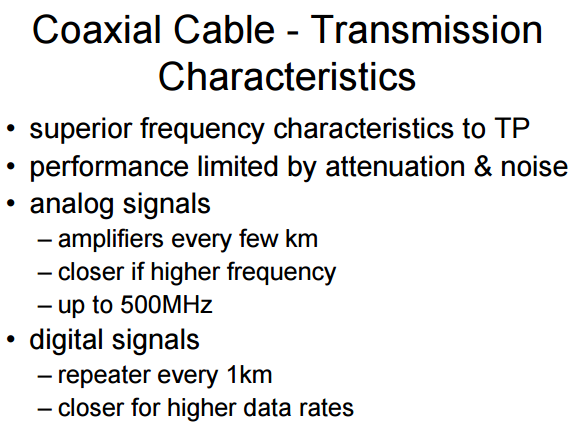 Coaxial Cable - Transmission
Characteristics
• superior frequency characteristics to TP
• performance limited by attenuation & noise
• analog signals
– amplifiers every few km
– closer if higher frequency
– up to 500MHz
• digital signals
– repeater every 1km
– closer for higher data rates